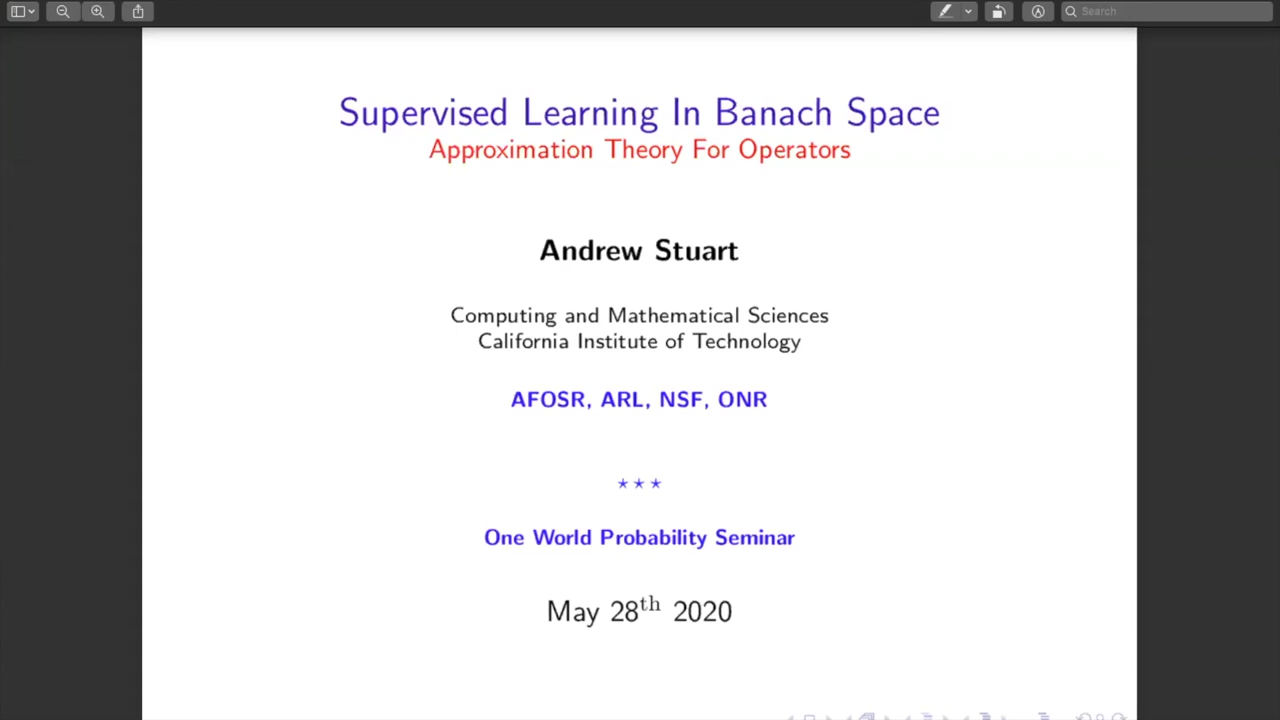 Search
Supervised Learning In Banach Space
Approximation Theory For Operators
Andrew Stuart
Computing and Mathematical Sciences
California Institute of Technology
AFOSR, ARL, NSF, ONR
⋆ ⋆ ⋆
One World Probability Seminar
May 28th 2020